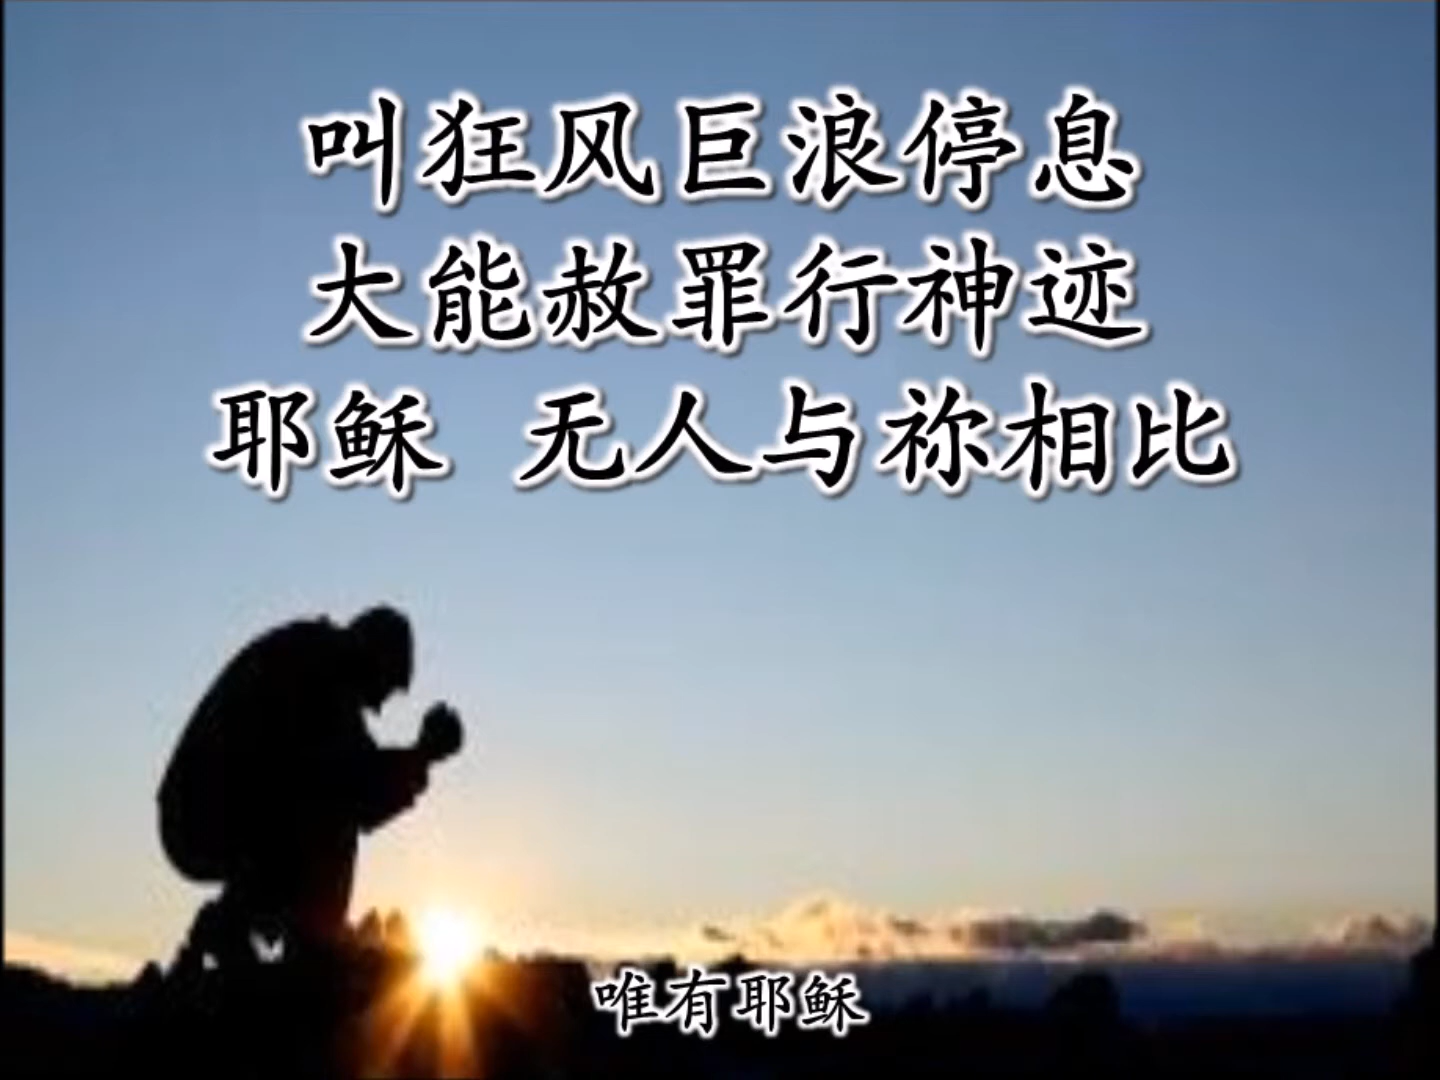 叫狂风巨浪停息
大能赦罪行神迹
耶稣 无人与祢相比
唯有耶稣